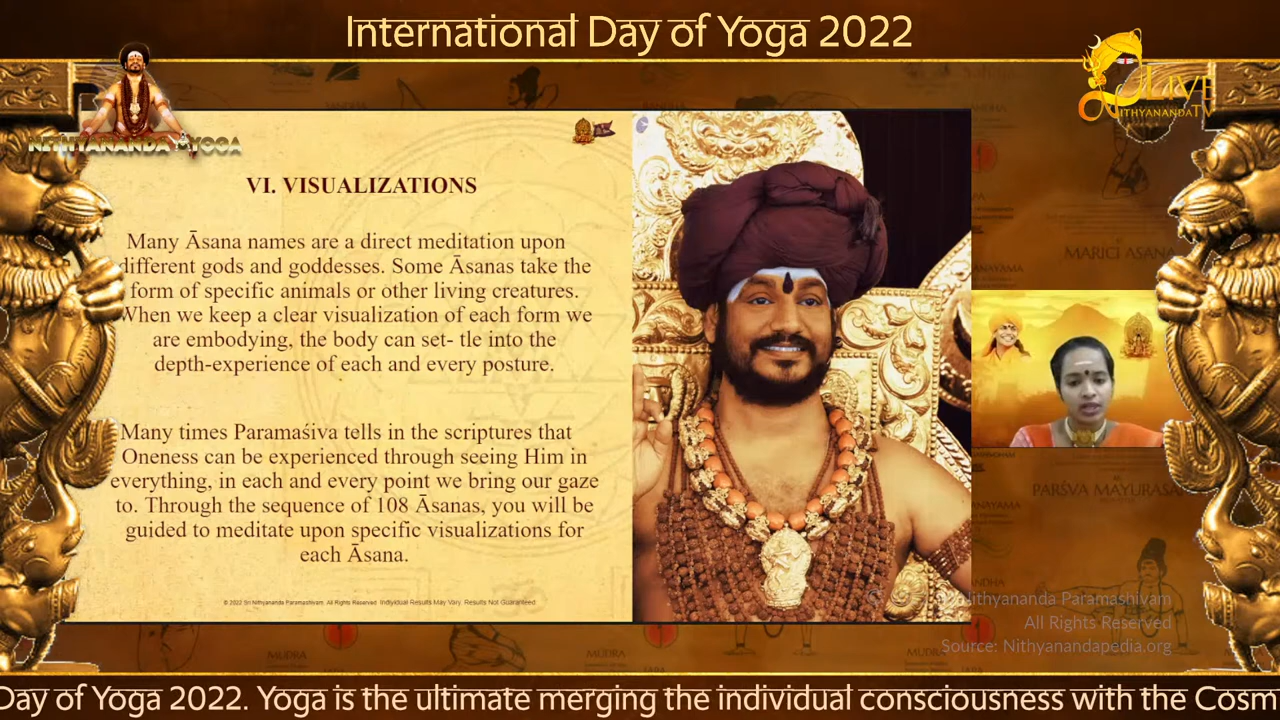 International Day of Yoga 2022
NITHYANANDA YOGA
LIVE
NITHYANANDA TV
VI. VISUALIZATIONS
Many Āsana names are a direct meditation upon
different gods and goddesses. Some Āsanas take the
form of specific animals or other living creatures.
When we keep a clear visualization of each form we
are embodying, the body can set- tle into the
depth-experience of each and every posture.
Many times Paramaśiva tells in the scriptures that
Oneness can be experienced through seeing Him in
everything, in each and every point we bring our gaze
to. Through the sequence of 108 Āsanas, you will be
guided to meditate upon specific visualizations for
each Āsana.
© 2022 Sri Nithyananda Paramashivam. All Rights Reserved Individual Results May Vary. Results Not Guaranteed
MARICI ASANA
PARŚVA MAYURASA
Nithyananda Paramashivam
All Rights Reserved
Source: Nithyanandapedia.org
MUDRA
MUDRA
MUDRA
Day of Yoga 2022. Yoga is the ultimate merging the individual consciousness with the Cosm